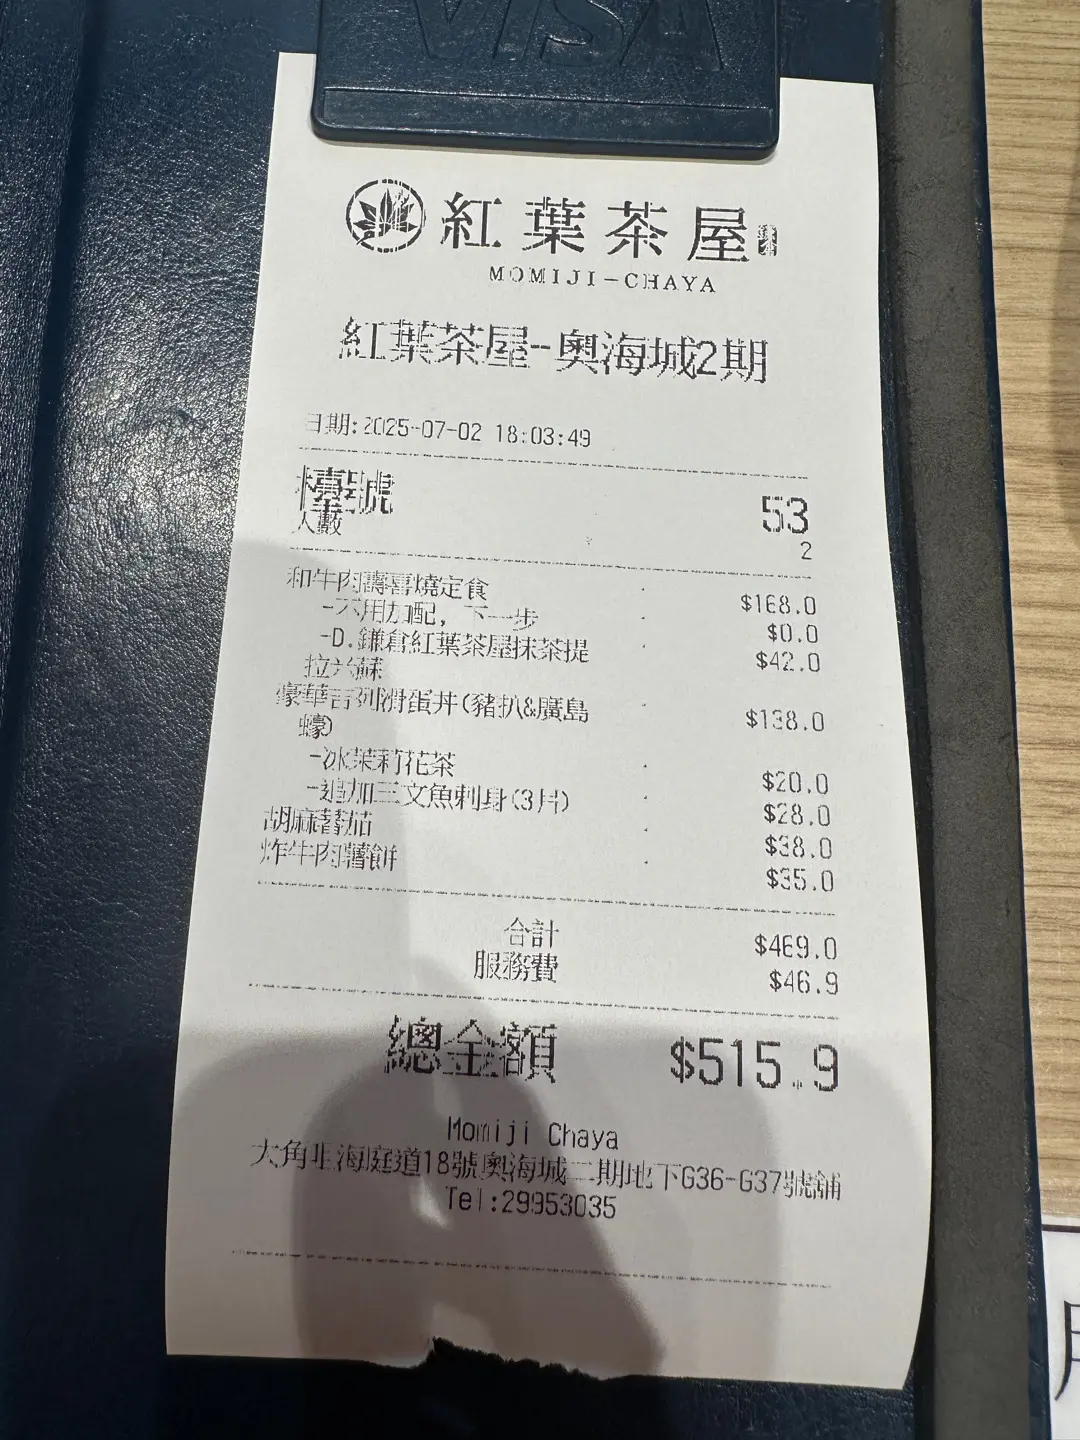 VISA
紅葉茶屋
MOMIJI-CHAYA
紅葉茶屋-奧海城2期
日期:2025-07-02 18:03:49
檯號 53
人數 2
和牛肉壽喜燒定食 $168.0
-不用加配, 下一步 $0.0
-D.鎌倉紅葉茶屋抹茶提 $42.0
拉米蘇
豪華吉列滑蛋丼(豬扒&廣島 $138.0
蠔)
-冰茉莉花茶 $20.0
-追加三文魚刺身(3片) $28.0
胡麻蕃茄 $38.0
炸牛肉薯餅 $35.0
合計 $469.0
服務費 $46.9
總金額 $515.9
Momiji Chaya
大角咀海庭道18號奧海城二期地下G36-G37號舖
Tel:29953035